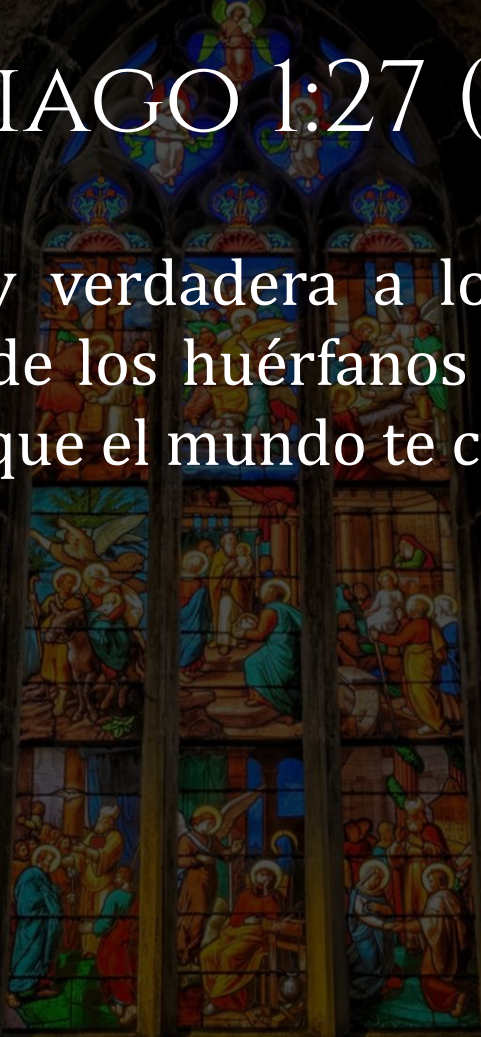 IAGO 1:27 (
y verdadera a lo
de los huérfanos
que el mundo te c